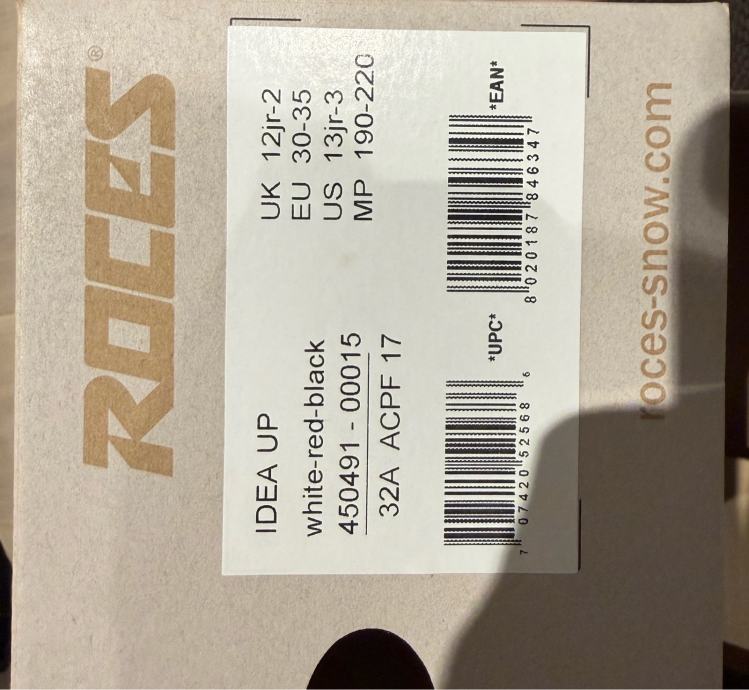 ROCES®
IDEA UP
white-red-black
450491 - 00015
32A ACPF 17
UK 12jr-2
EU 30-35
US 13jr-3
MP 190-220
*UPC*
7 07420 52568 6
*EAN*
8 020187 846347
roces-snow.com